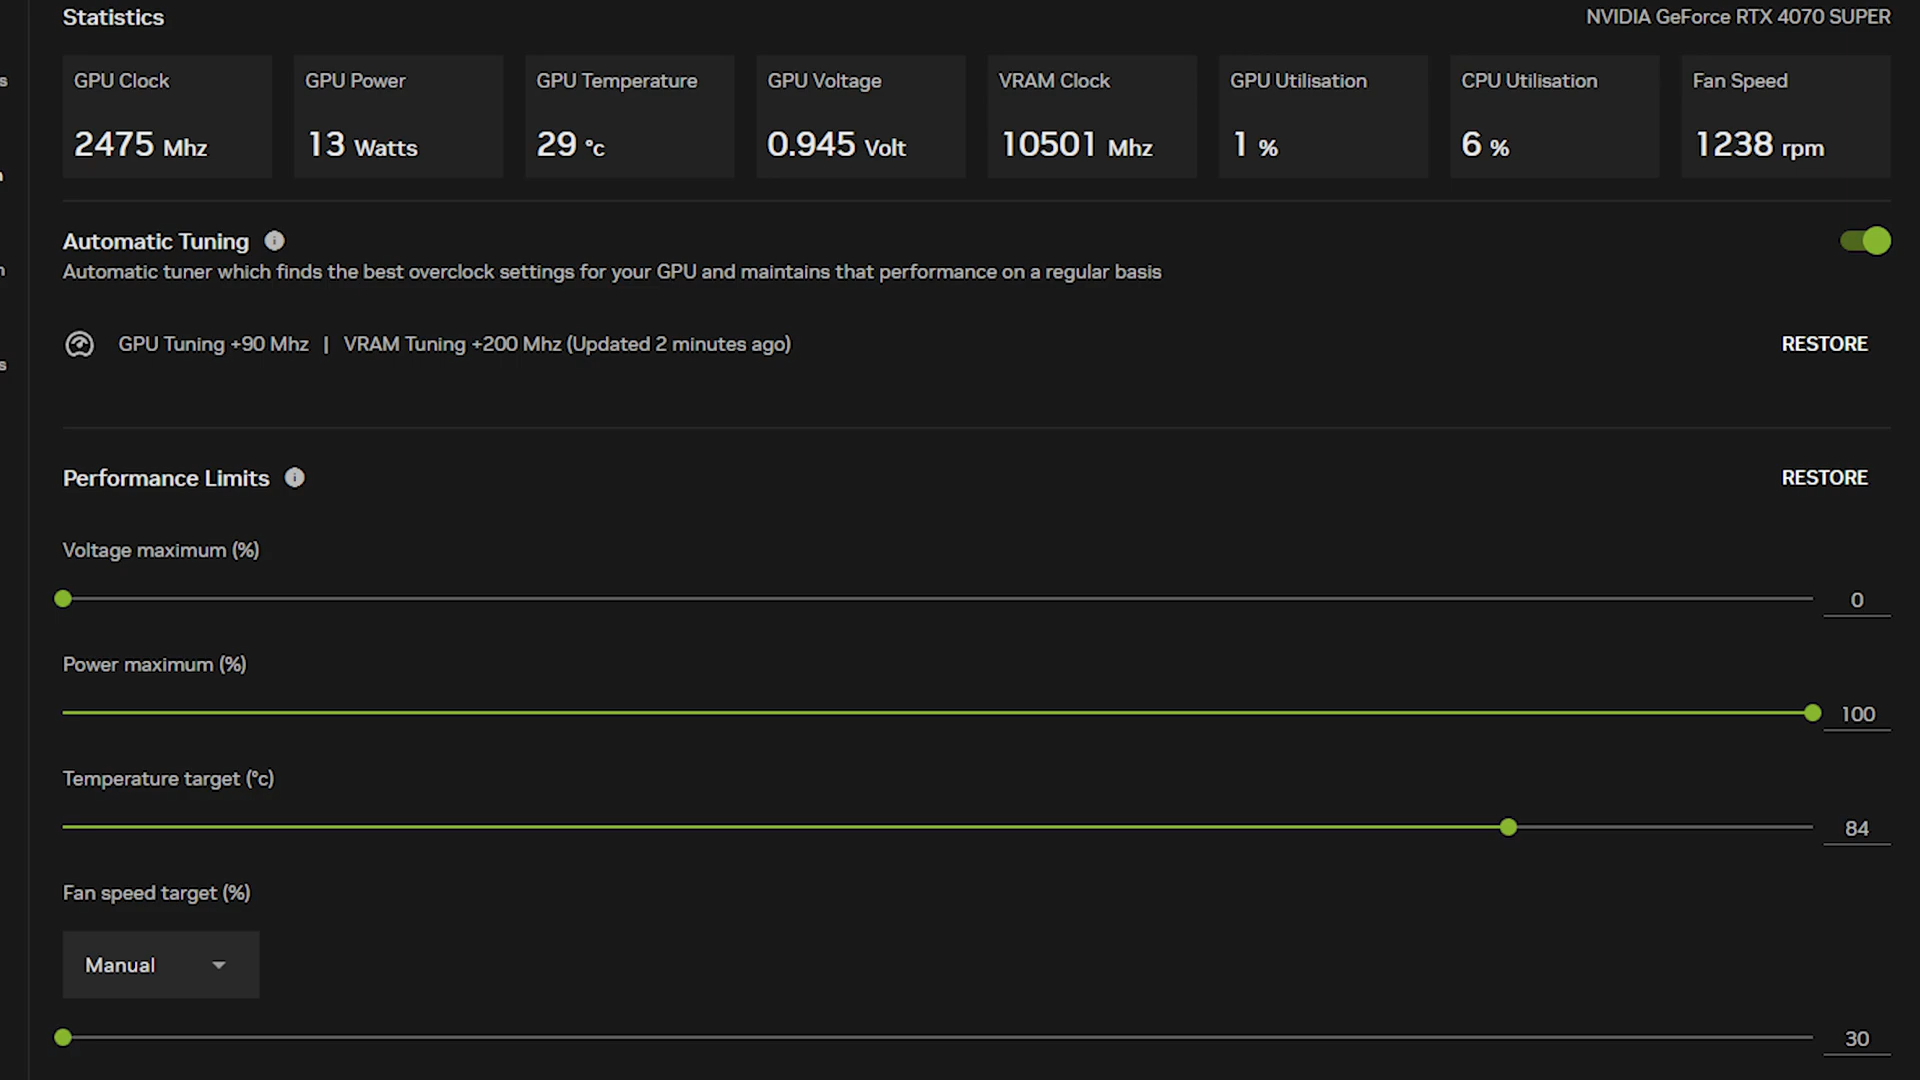 Statistics
NVIDIA GeForce RTX 4070 SUPER
GPU Clock
2475 Mhz
GPU Power
13 Watts
GPU Temperature
29 °c
GPU Voltage
0.945 Volt
VRAM Clock
10501 Mhz
GPU Utilisation
1 %
CPU Utilisation
6 %
Fan Speed
1238 rpm
Automatic Tuning
Automatic tuner which finds the best overclock settings for your GPU and maintains that performance on a regular basis
GPU Tuning +90 Mhz | VRAM Tuning +200 Mhz (Updated 2 minutes ago)
RESTORE
Performance Limits
RESTORE
Voltage maximum (%)
0
Power maximum (%)
100
Temperature target (°c)
84
Fan speed target (%)
Manual
30